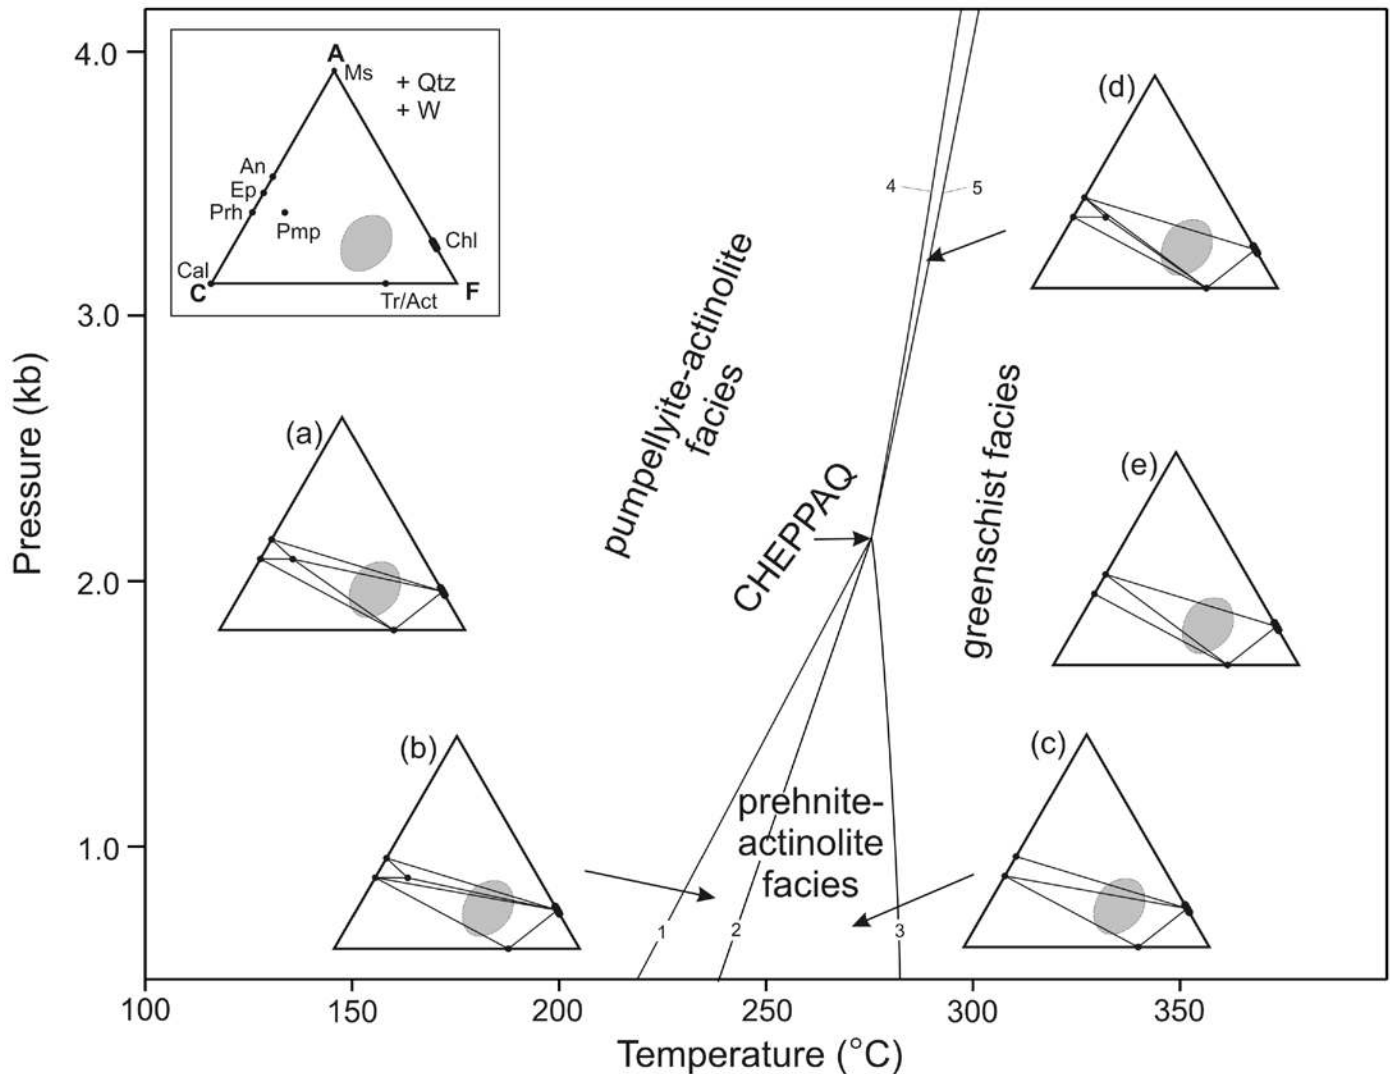 4.0
3.0
2.0
1.0
Pressure (kb)
A
Ms
+ Qtz
+ W
An
Ep
Prh
Pmp
Chl
Cal
C
F
Tr/Act
(d)
4
5
pumpellyite-actinolite
facies
(a)
CHEPPAQ
greenschist facies
(e)
(b)
prehnite-
actinolite
facies
(c)
1
2
3
100
150
200
250
300
350
Temperature (°C)